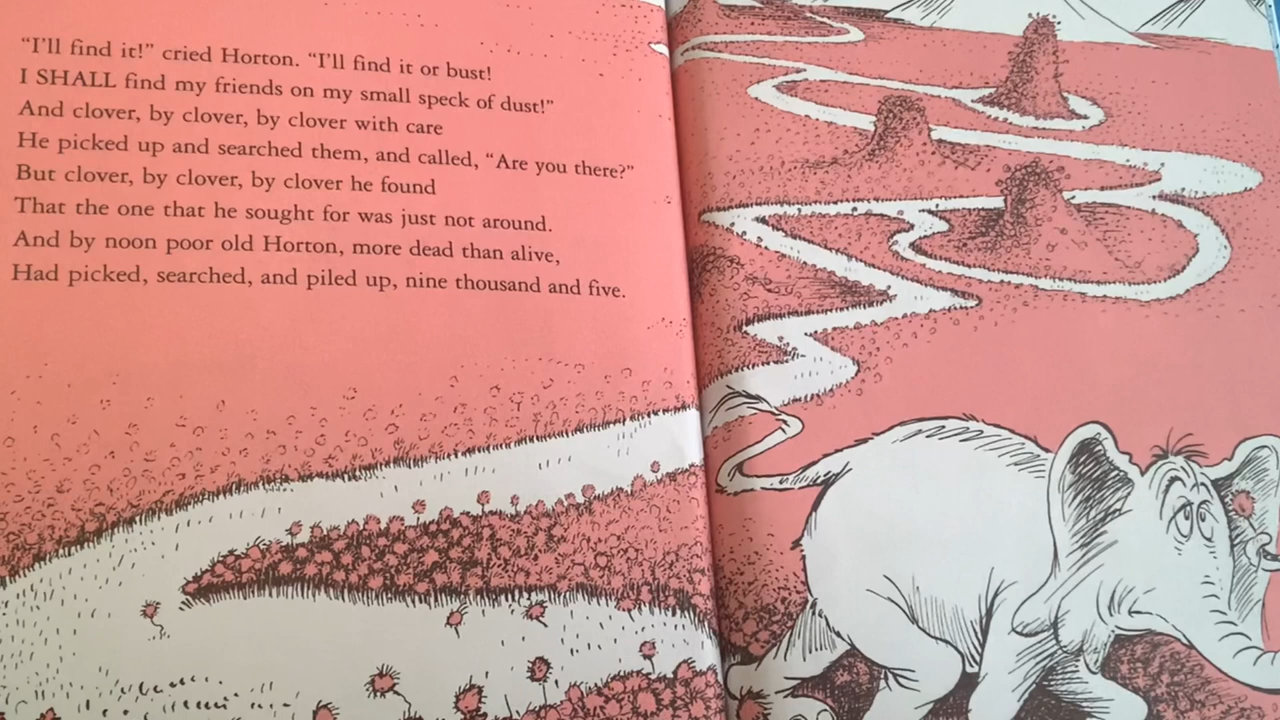 “I'll find it!” cried Horton. “I'll find it or bust!
I SHALL find my friends on my small speck of dust!”
And clover, by clover, by clover with care
He picked up and searched them, and called, “Are you there?”
But clover, by clover, by clover he found
That the one that he sought for was just not around.
And by noon poor old Horton, more dead than alive,
Had picked, searched, and piled up, nine thousand and five.